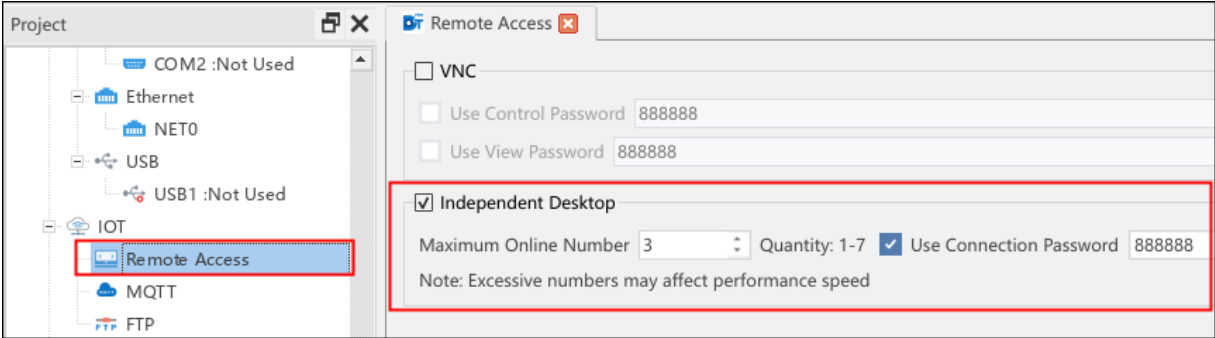 Project
COM2 :Not Used
Ethernet
NET0
USB
USB1 :Not Used
IOT
Remote Access
MQTT
FTP
FTP
DT Remote Access
VNC
Use Control Password 888888
Use View Password 888888
Independent Desktop
Maximum Online Number 3 Quantity: 1-7 Use Connection Password 888888
Note: Excessive numbers may affect performance speed